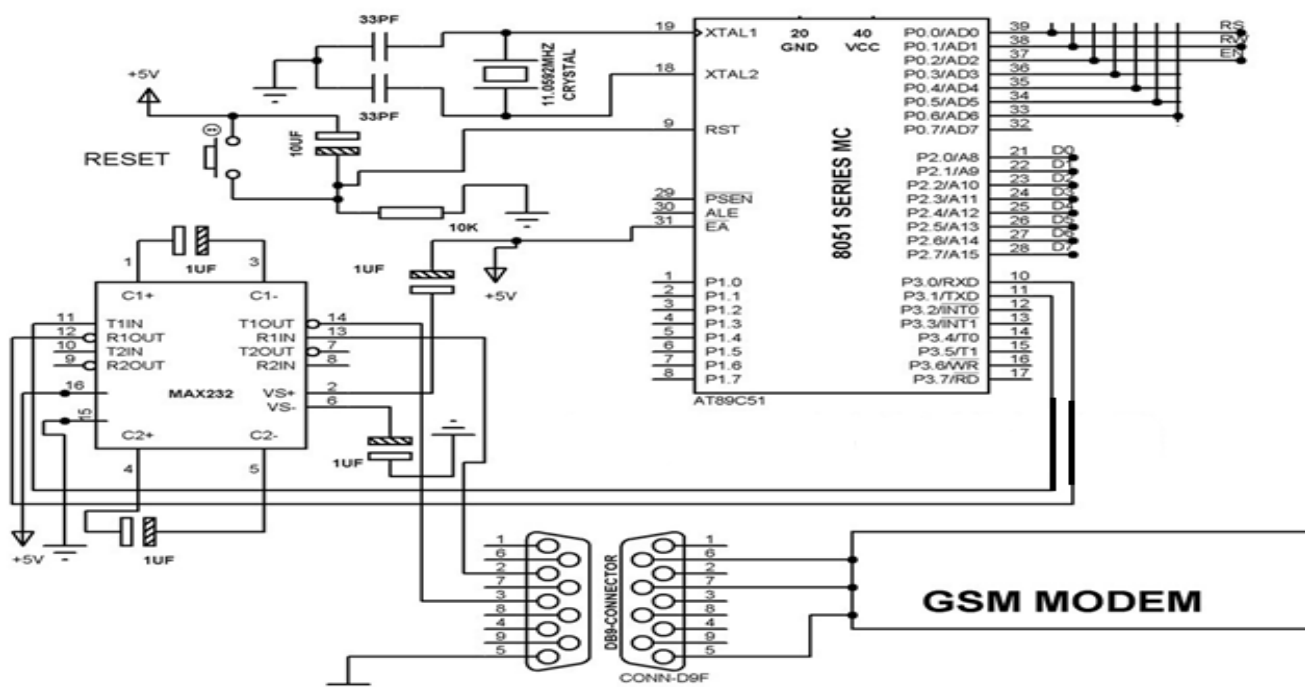 33PF
19 XTAL1 20 40 P0.0/AD0 39 RS
GND VCC P0.1/AD1 38 RW
P0.2/AD2 37 EN
+5V 11.0592MHZ CRYSTAL 18 XTAL2 P0.3/AD3 36
P0.4/AD4 35
33PF P0.5/AD5 34
P0.6/AD6 33
10UF 9 RST P0.7/AD7 32
RESET
8051 SERIES MC
P2.0/A8 21 D0
P2.1/A9 22 D1
P2.2/A10 23 D2
29 PSEN P2.3/A11 24 D3
30 ALE P2.4/A12 25 D4
10K 31 EA P2.5/A13 26 D5
P2.6/A14 27 D6
P2.7/A15 28 D7
1 1UF 3 1UF +5V
C1+ C1-
1 P1.0 P3.0/RXD 10
2 P1.1 P3.1/TXD 11
3 P1.2 P3.2/INT0 12
4 P1.3 P3.3/INT1 13
5 P1.4 P3.4/T0 14
6 P1.5 P3.5/T1 15
7 P1.6 P3.6/WR 16
8 P1.7 P3.7/RD 17
AT89C51
11 T1IN T1OUT 14
12 R1OUT R1IN 13
10 T2IN T2OUT 7
9 R2OUT R2IN 8
16 VS+ 2
MAX232
15 VS- 6
C2+ C2-
4 5 1UF
+5V 1UF
1 1
6 6
2 2
7 7
3 3
8 8
4 4
9 9
5 5
DB9-CONNECTOR
CONN-D9F
GSM MODEM